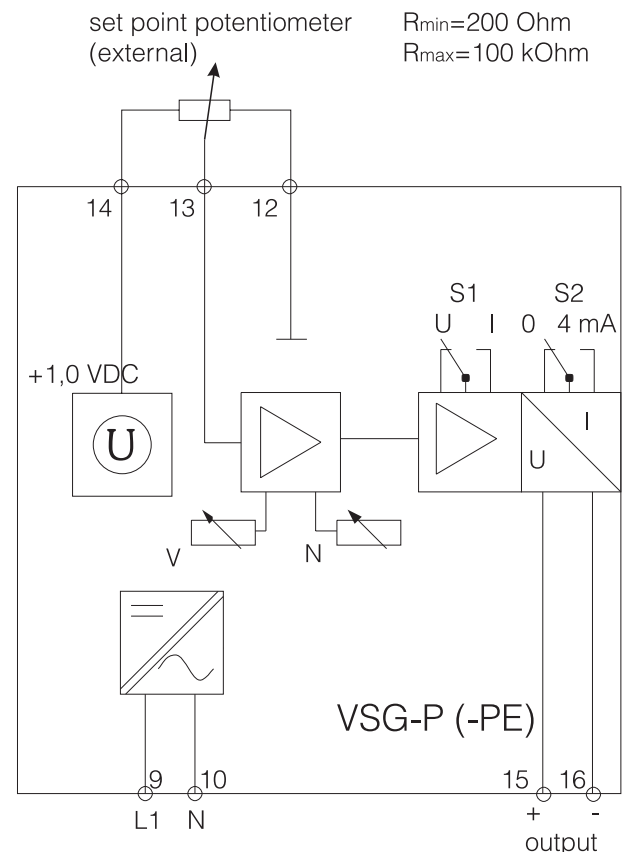 set point potentiometer
(external)
Rmin=200 Ohm
Rmax=100 kOhm
14
13
12
S1
S2
U I 0 4 mA
+1,0 VDC
U
I
U
V
N
VSG-P (-PE)
9
10
15
16
L1
N
+
-
output